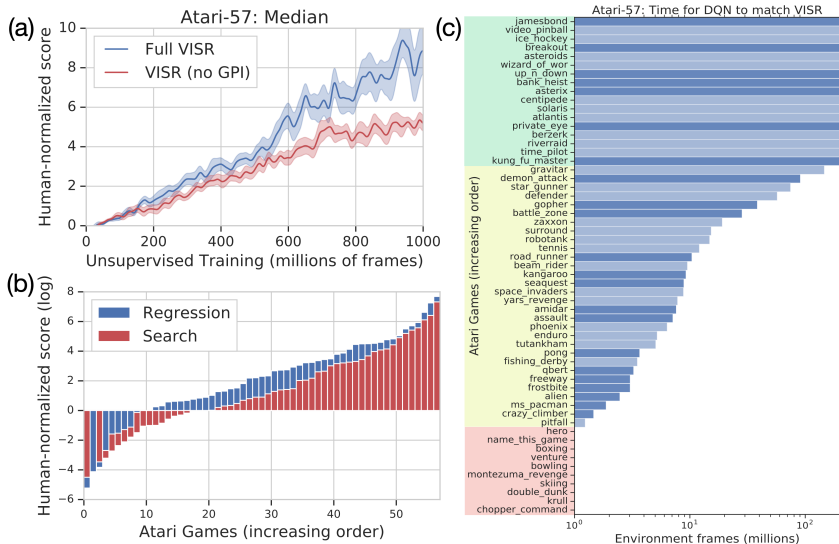 (a)
Atari-57: Median
Human-normalized score
10
8
6
4
2
0
Full VISR
VISR (no GPI)
0 200 400 600 800 1000
Unsupervised Training (millions of frames)
(b)
Human-normalized score (log)
8
6
4
2
0
−2
−4
−6
Regression
Search
0 10 20 30 40 50
Atari Games (increasing order)
(c)
Atari-57: Time for DQN to match VISR
Atari Games (increasing order)
jamesbond
video_pinball
ice_hockey
breakout
asteroids
wizard_of_wor
up_n_down
bank_heist
asterix
centipede
solaris
atlantis
private_eye
berzerk
riverraid
time_pilot
kung_fu_master
gravitar
demon_attack
star_gunner
defender
gopher
battle_zone
zaxxon
surround
robotank
tennis
road_runner
beam_rider
kangaroo
seaquest
space_invaders
yars_revenge
amidar
assault
phoenix
enduro
tutankham
pong
fishing_derby
qbert
freeway
frostbite
alien
ms_pacman
crazy_climber
pitfall
hero
name_this_game
boxing
venture
bowling
montezuma_revenge
skiing
double_dunk
krull
chopper_command
10⁰ 10¹ 10²
Environment frames (millions)